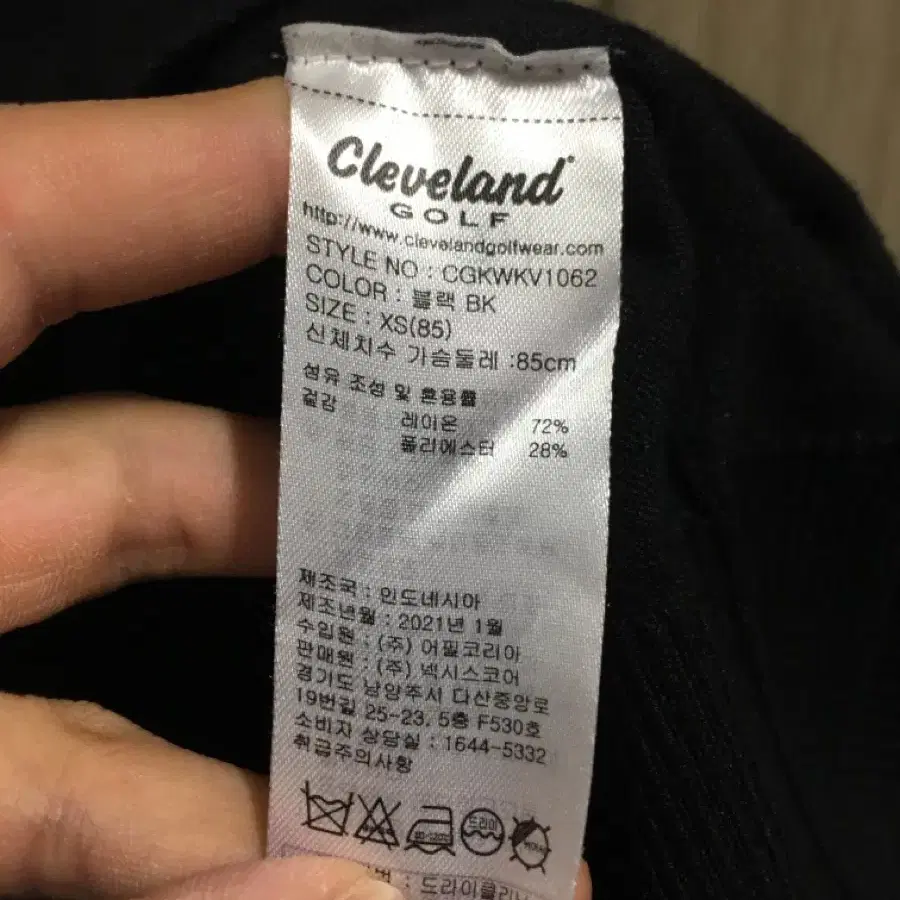 Cleveland
GOLF
http://www.clevelandgolfwear.com
STYLE NO : CGKWKV1062
COLOR : 블랙 BK
SIZE : XS(85)
신체치수 가슴둘레 :85cm
섬유 조성 및 혼용률
겉감 레이온 72%
폴리에스터 28%
제조국 : 인도네시아
제조년월 : 2021년 1월
수입원 : (주) 어필코리아
판매원 : (주) 넥시스코어
경기도 남양주시 다산중앙로
19번길 25-23, 5층 F530호
소비자 상담실 : 1644-5332
취급주의사항
드라이
드라이클리닝